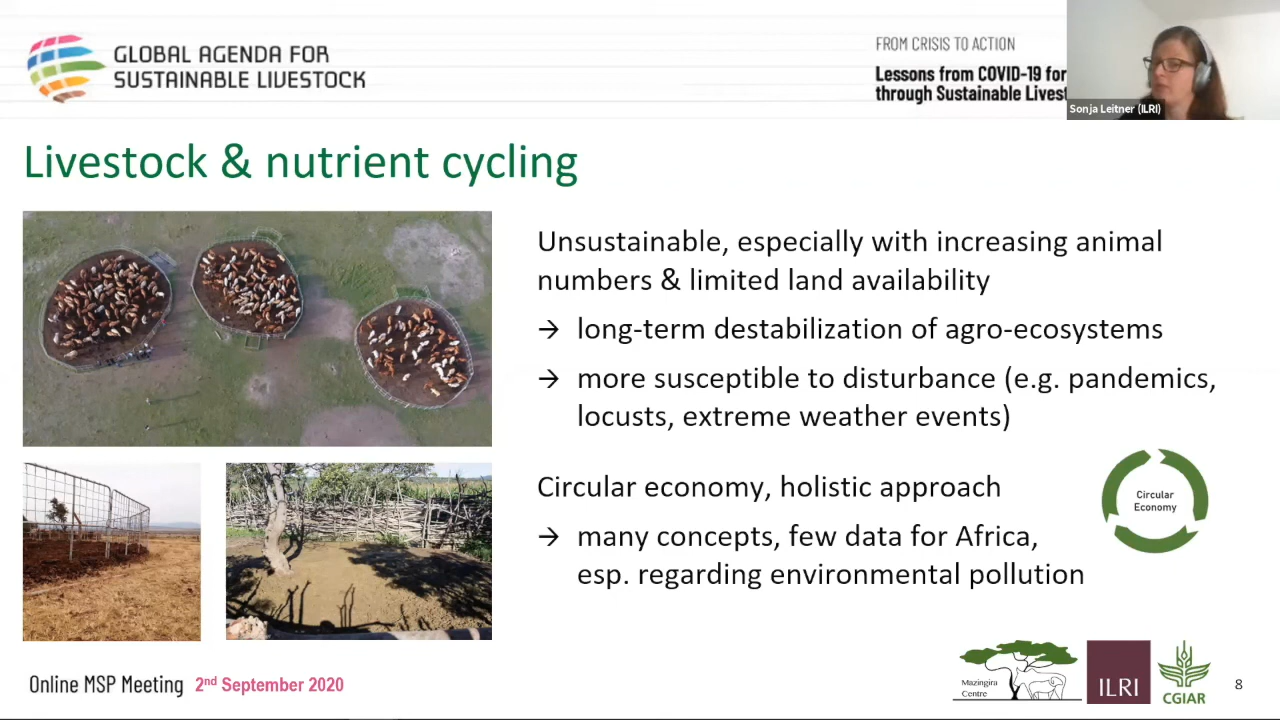 GLOBAL AGENDA FOR
SUSTAINABLE LIVESTOCK
FROM CRISIS TO ACTION
Lessons from COVID-19 for
through Sustainable
Sonja Leitner (ILRI)
Livestock & nutrient cycling
Unsustainable, especially with increasing animal
numbers & limited land availability
→ long-term destabilization of agro-ecosystems
→ more susceptible to disturbance (e.g. pandemics,
locusts, extreme weather events)
Circular economy, holistic approach
→ many concepts, few data for Africa,
esp. regarding environmental pollution
Circular
Economy
Online MSP Meeting 2nd September 2020
Mazingira
Centre
ILRI
CGIAR
8